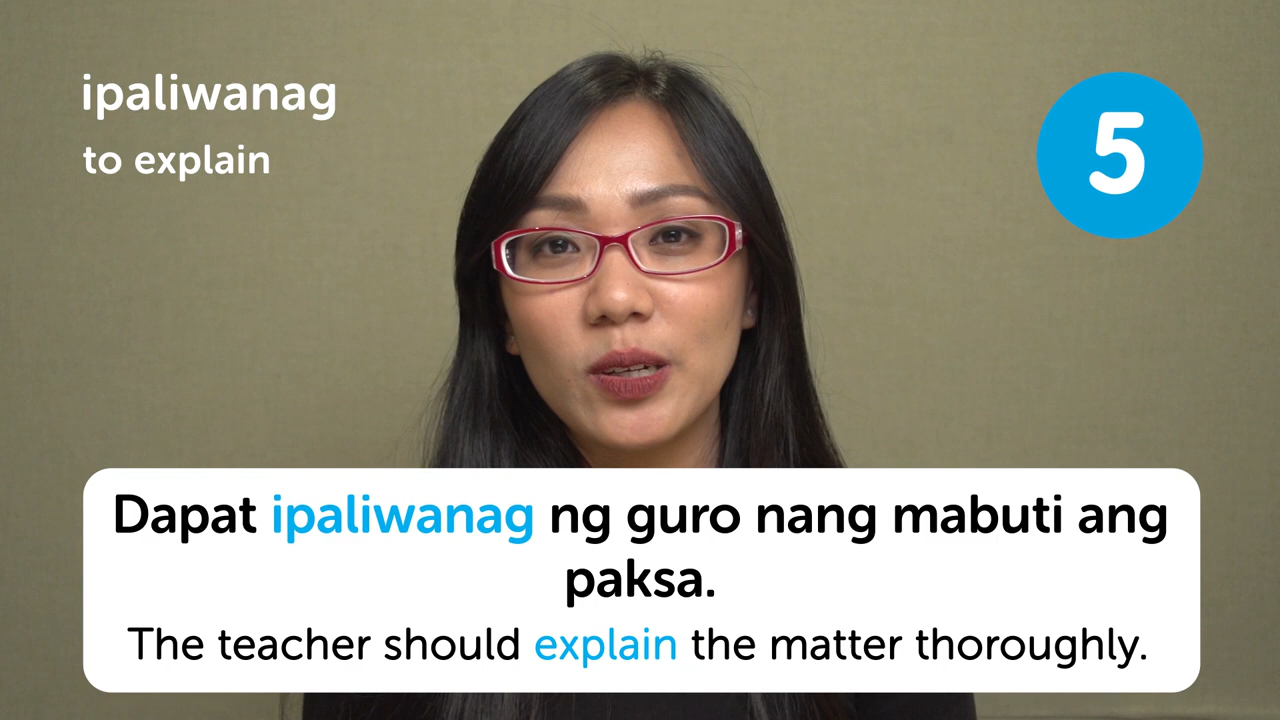 ipaliwanag
to explain
5
Dapat ipaliwanag ng guro nang mabuti ang
paksa.
The teacher should explain the matter thoroughly.